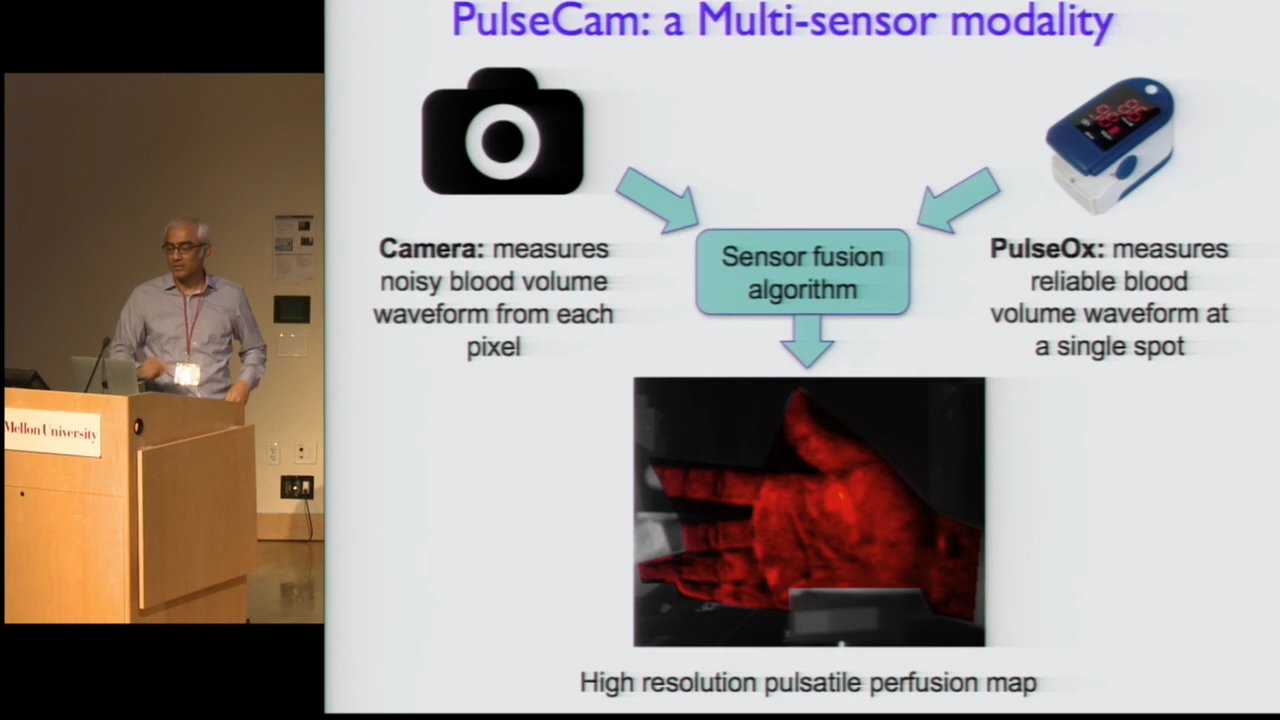 PulseCam: a Multi-sensor modality
Camera: measures
noisy blood volume
waveform from each
pixel
Sensor fusion
algorithm
PulseOx: measures
reliable blood
volume waveform at
a single spot
High resolution pulsatile perfusion map
Mellon University